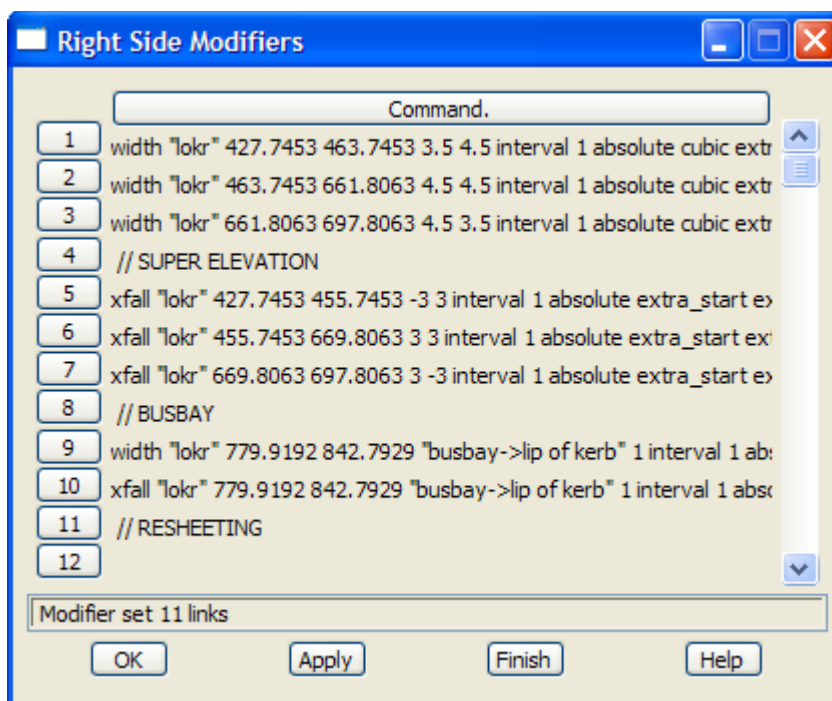 Right Side Modifiers
Command.
1 width "lokr" 427.7453 463.7453 3.5 4.5 interval 1 absolute cubic extr
2 width "lokr" 463.7453 661.8063 4.5 4.5 interval 1 absolute cubic extr
3 width "lokr" 661.8063 697.8063 4.5 3.5 interval 1 absolute cubic extr
4 // SUPER ELEVATION
5 xfall "lokr" 427.7453 455.7453 -3 3 interval 1 absolute extra_start ex
6 xfall "lokr" 455.7453 669.8063 3 3 interval 1 absolute extra_start ext
7 xfall "lokr" 669.8063 697.8063 3 -3 interval 1 absolute extra_start ex
8 // BUSBAY
9 width "lokr" 779.9192 842.7929 "busbay->lip of kerb" 1 interval 1 abs
10 xfall "lokr" 779.9192 842.7929 "busbay->lip of kerb" 1 interval 1 abso
11 // RESHEETING
12
Modifier set 11 links
OK Apply Finish Help